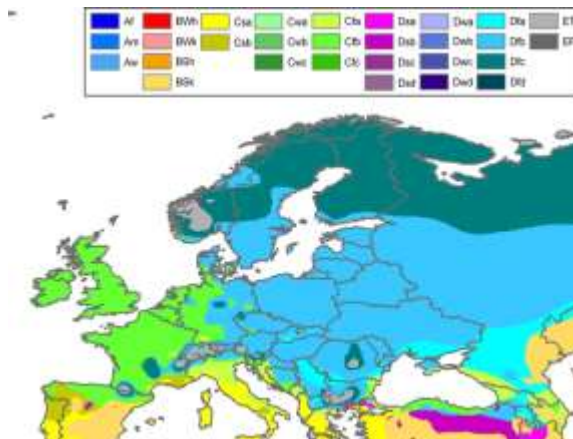 Af BWh Csa Cwa Cfa Dsa Dwa Dfa ET
Am BWk Csb Cwb Cfb Dsb Dwb Dfb EF
Aw BSh Cwc Cfc Dsc Dwc Dfc
BSk Dsd Dwd Dfd